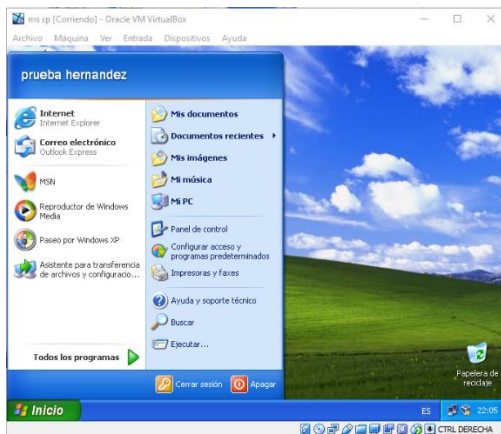 ms xp [Corriendo] - Oracle VM VirtualBox
Archivo Máquina Ver Entrada Dispositivos Ayuda
prueba hernandez
Internet
Internet Explorer
Correo electrónico
Outlook Express
MSN
Reproductor de Windows
Media
Paseo por Windows XP
Asistente para transferencia
de archivos y configuracio...
Todos los programas
Mis documentos
Documentos recientes
Mis imágenes
Mi música
Mi PC
Panel de control
Configurar acceso y
programas predeterminados
Impresoras y faxes
Ayuda y soporte técnico
Buscar
Ejecutar...
Cerrar sesión
Apagar
Papelera de
reciclaje
Inicio
ES
22:05
CTRL DERECHA